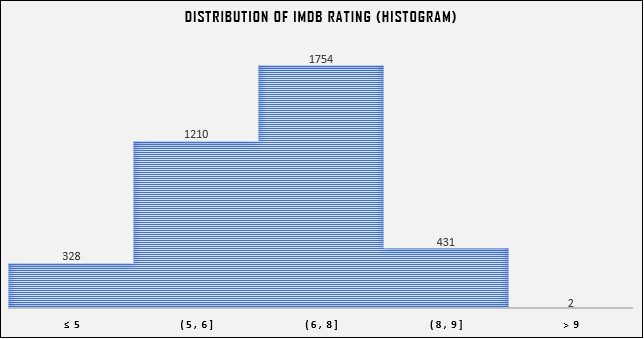 DISTRIBUTION OF IMDB RATING (HISTOGRAM)
1754
1210
431
328
2
≤ 5 (5, 6] (6, 8] (8, 9] > 9